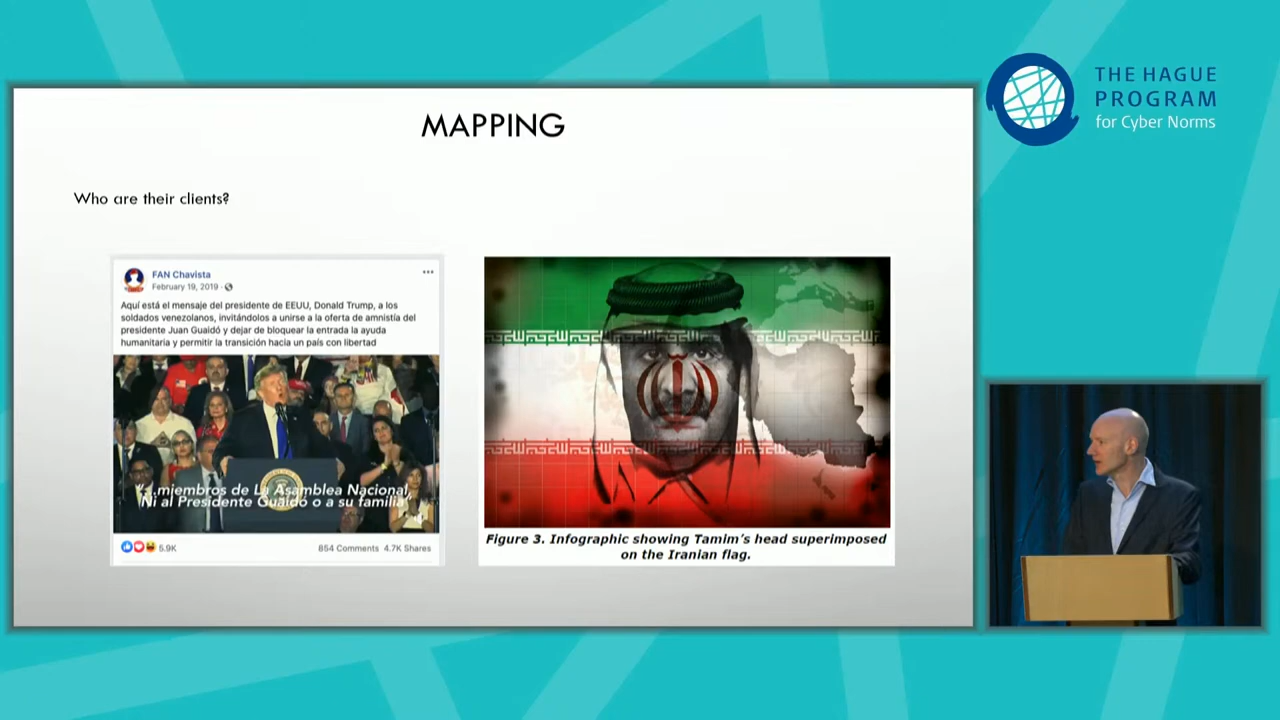 MAPPING
Who are their clients?
FAN Chavista
February 19, 2019 ·
Aquí está el mensaje del presidente de EEUU, Donald Trump, a los
soldados venezolanos, invitándolos a unirse a la oferta de amnistía del
presidente Juan Guaidó y dejar de bloquear la entrada la ayuda
humanitaria y permitir la transición hacia un país con libertad
“...miembros de La Asamblea Nacional,
Ni al Presidente Guaidó o a su familia
5.9K
854 Comments 4.7K Shares
Figure 3. Infographic showing Tamim’s head superimposed
on the Iranian flag.
THE HAGUE
PROGRAM
for Cyber Norms